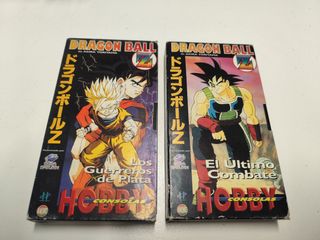 DRAGON BALL
Z
ドラゴンボールZ
Los
Guerreros
de Plata
HOBBY
CONSOLAS
DRAGON BALL
Z
ドラゴンボールZ
El Último
Combate
HOBBY
CONSOLAS